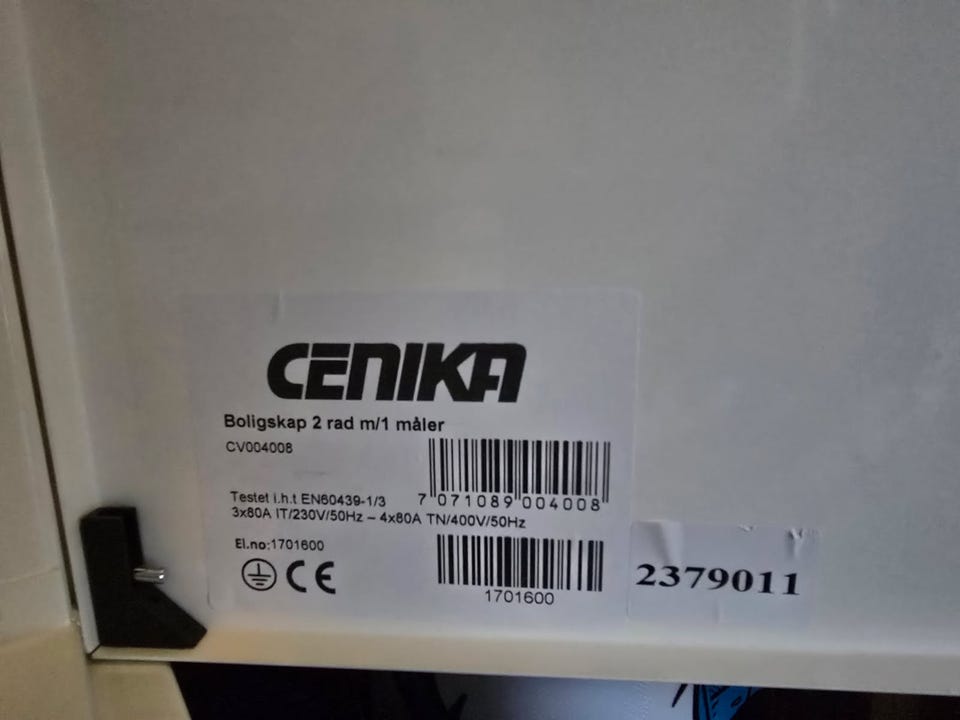 CENIKA
Boligskap 2 rad m/1 måler
CV004008
Testet i.h.t EN60439-1/3
7 071089 004008
3x80A IT/230V/50Hz – 4x80A TN/400V/50Hz
El.no:1701600
CE
1701600
2379011